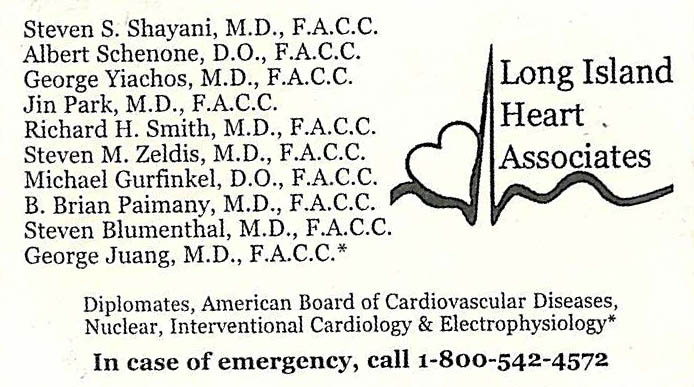 Steven S. Shayani, M.D., F.A.C.C.
Albert Schenone, D.O., F.A.C.C.
George Yiachos, M.D., F.A.C.C.
Jin Park, M.D., F.A.C.C.
Richard H. Smith, M.D., F.A.C.C.
Steven M. Zeldis, M.D., F.A.C.C.
Michael Gurfinkel, D.O., F.A.C.C.
B. Brian Paimany, M.D., F.A.C.C.
Steven Blumenthal, M.D., F.A.C.C.
George Juang, M.D., F.A.C.C.*
Long Island
Heart
Associates
Diplomates, American Board of Cardiovascular Diseases,
Nuclear, Interventional Cardiology & Electrophysiology*
In case of emergency, call 1-800-542-4572